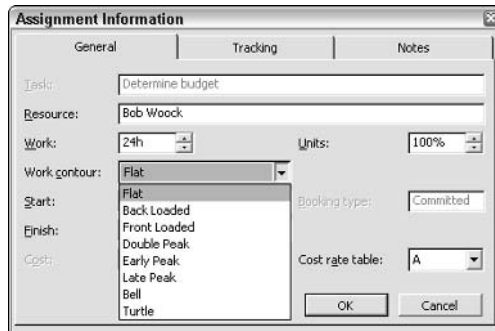 Assignment Information
General Tracking Notes
Task: Determine budget
Resource: Bob Woock
Work: 24h Units: 100%
Work contour: Flat
Flat
Start: Back Loaded Booking type: Committed
Front Loaded
Finish: Double Peak
Cost: Early Peak Cost rate table: A
Late Peak
Bell
Turtle
OK Cancel